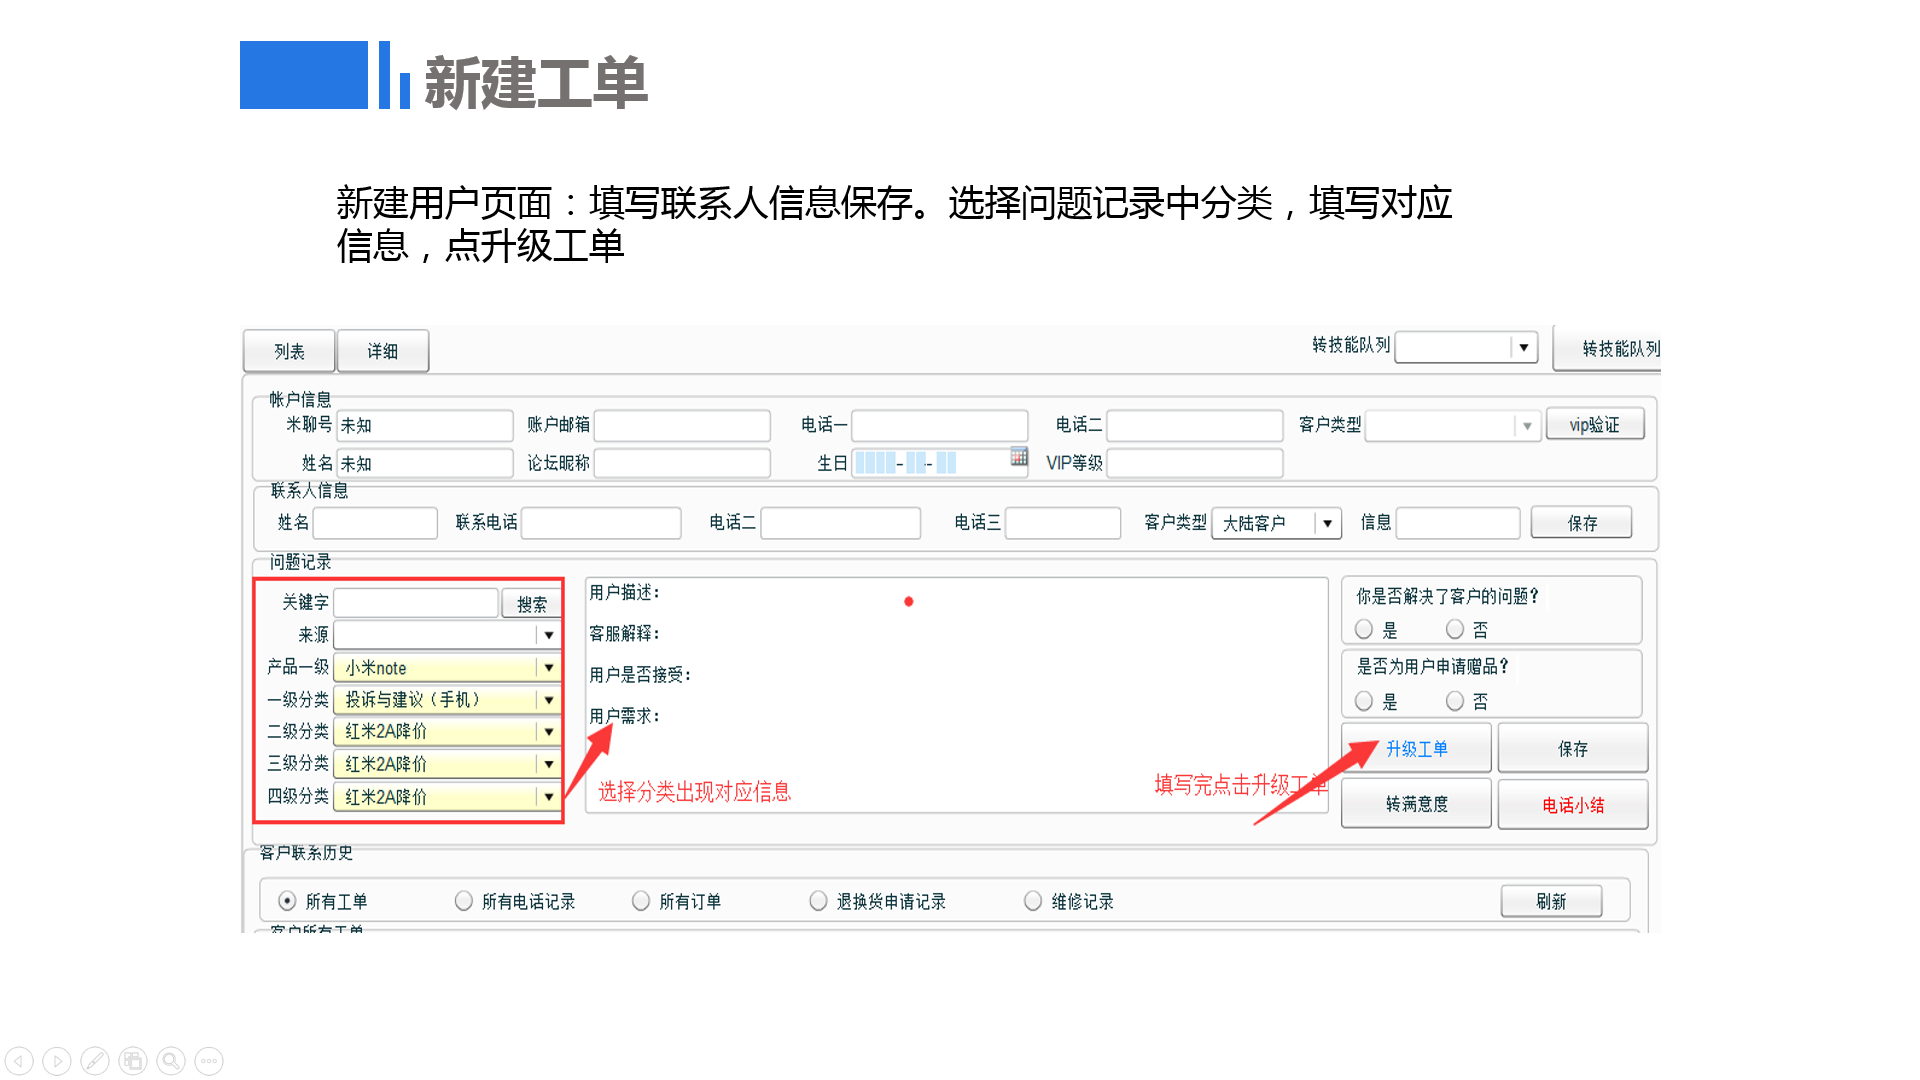 新建工单
新建用户页面：填写联系人信息保存。选择问题记录中分类，填写对应
信息，点升级工单
列表 详细 转技能队列 转技能队列
帐户信息
米聊号 未知 账户邮箱 电话一 电话二 客户类型 vip验证
姓名 未知 论坛昵称 生日 - - VIP等级
联系人信息
姓名 联系电话 电话二 电话三 客户类型 大陆客户 信息 保存
问题记录
关键字 搜索
来源
产品一级 小米note
一级分类 投诉与建议（手机）
二级分类 红米2A降价
三级分类 红米2A降价
四级分类 红米2A降价
用户描述：
客服解释：
用户是否接受：
用户需求：
选择分类出现对应信息
填写完点击升级工单
你是否解决了客户的问题？
是 否
是否为用户申请赠品？
是 否
升级工单 保存
转满意度 电话小结
客户联系历史
所有工单 所有电话记录 所有订单 退换货申请记录 维修记录 刷新
客户所有工单